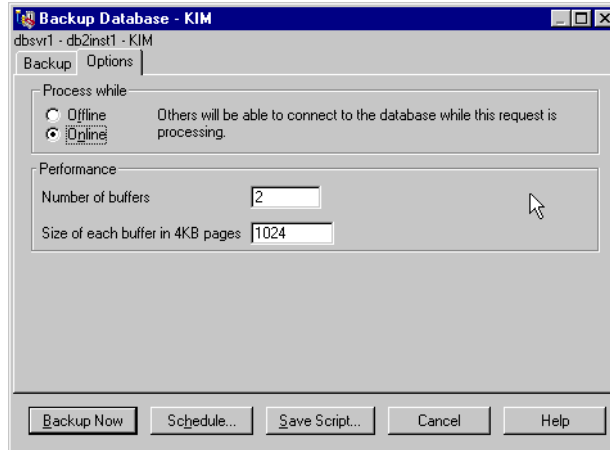 Backup Database - KIM
dbsvr1 - db2inst1 - KIM
Backup Options
Process while
Offline
Online
Others will be able to connect to the database while this request is
processing.
Performance
Number of buffers 2
Size of each buffer in 4KB pages 1024
Backup Now Schedule... Save Script... Cancel Help